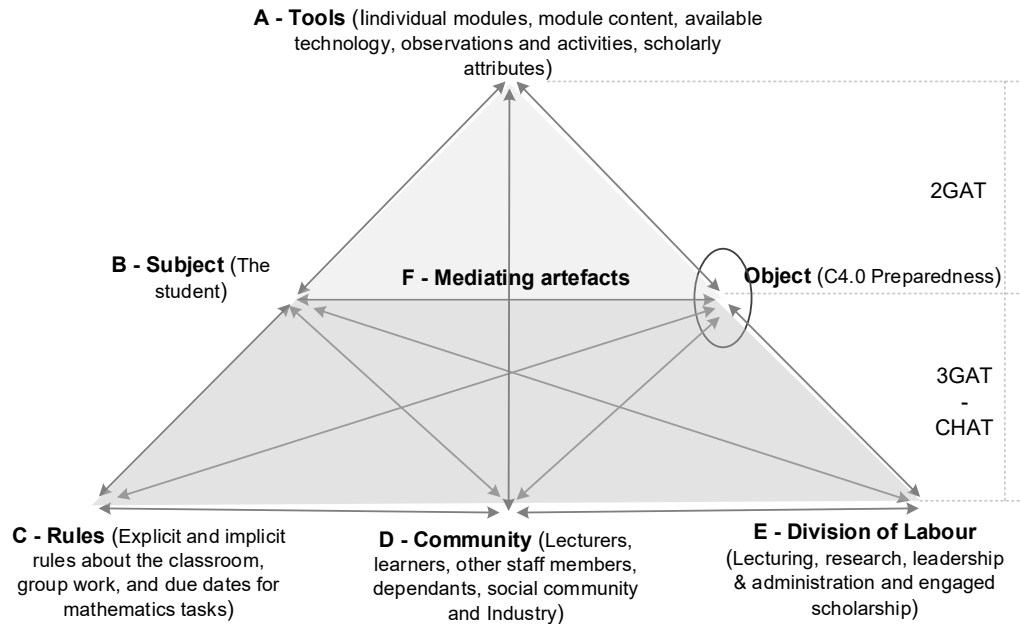 A - Tools (Iindividual modules, module content, available
technology, observations and activities, scholarly
attributes)
2GAT
B - Subject (The
student)
F - Mediating artefacts
Object (C4.0 Preparedness)
3GAT
-
CHAT
C - Rules (Explicit and implicit
rules about the classroom,
group work, and due dates for
mathematics tasks)
D - Community (Lecturers,
learners, other staff members,
dependants, social community
and Industry)
E - Division of Labour
(Lecturing, research, leadership
& administration and engaged
scholarship)